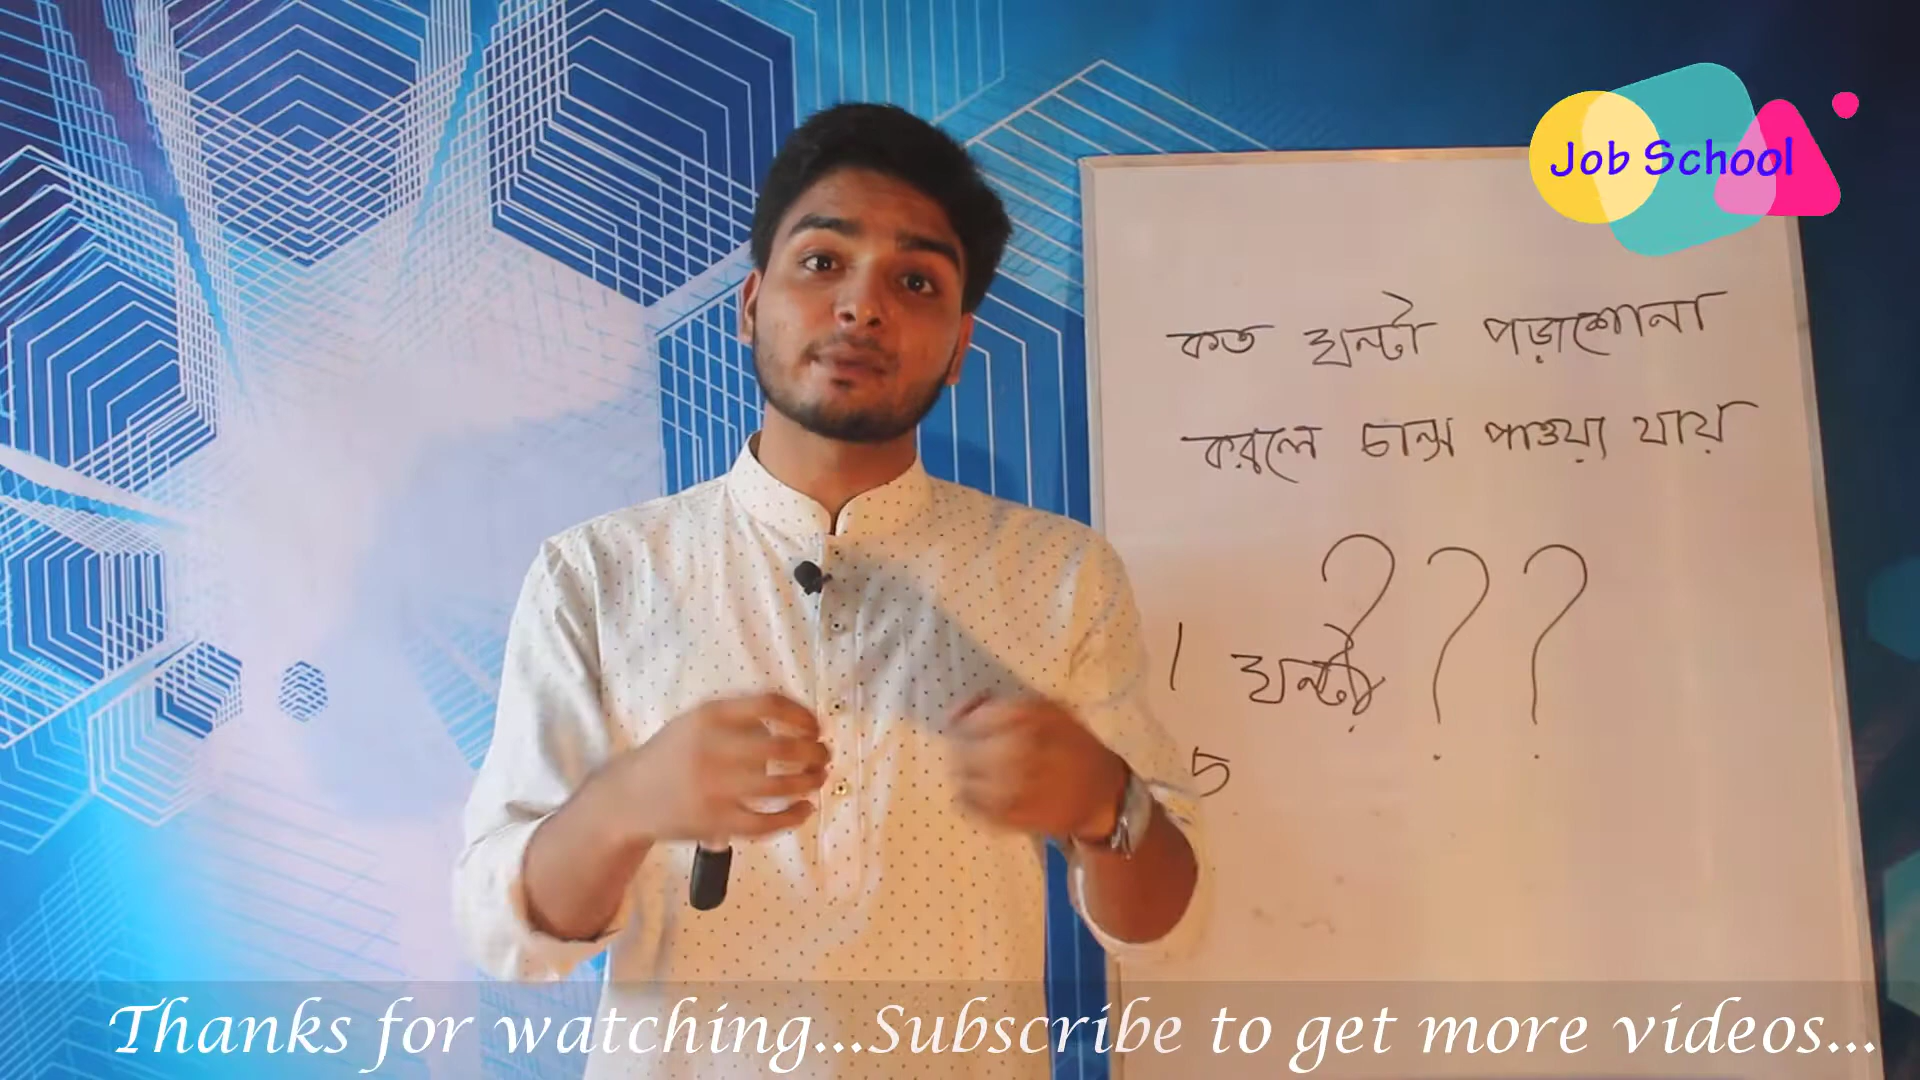 Job School
কত ঘন্টা পড়াশোনা
করলে চান্স পাওয়া যায়
???
1 ঘন্টা
5
Thanks for watching...Subscribe to get more videos...